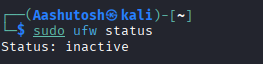 ┌──(Aashutosh㉿kali)-[~]
└─$ sudo ufw status
Status: inactive